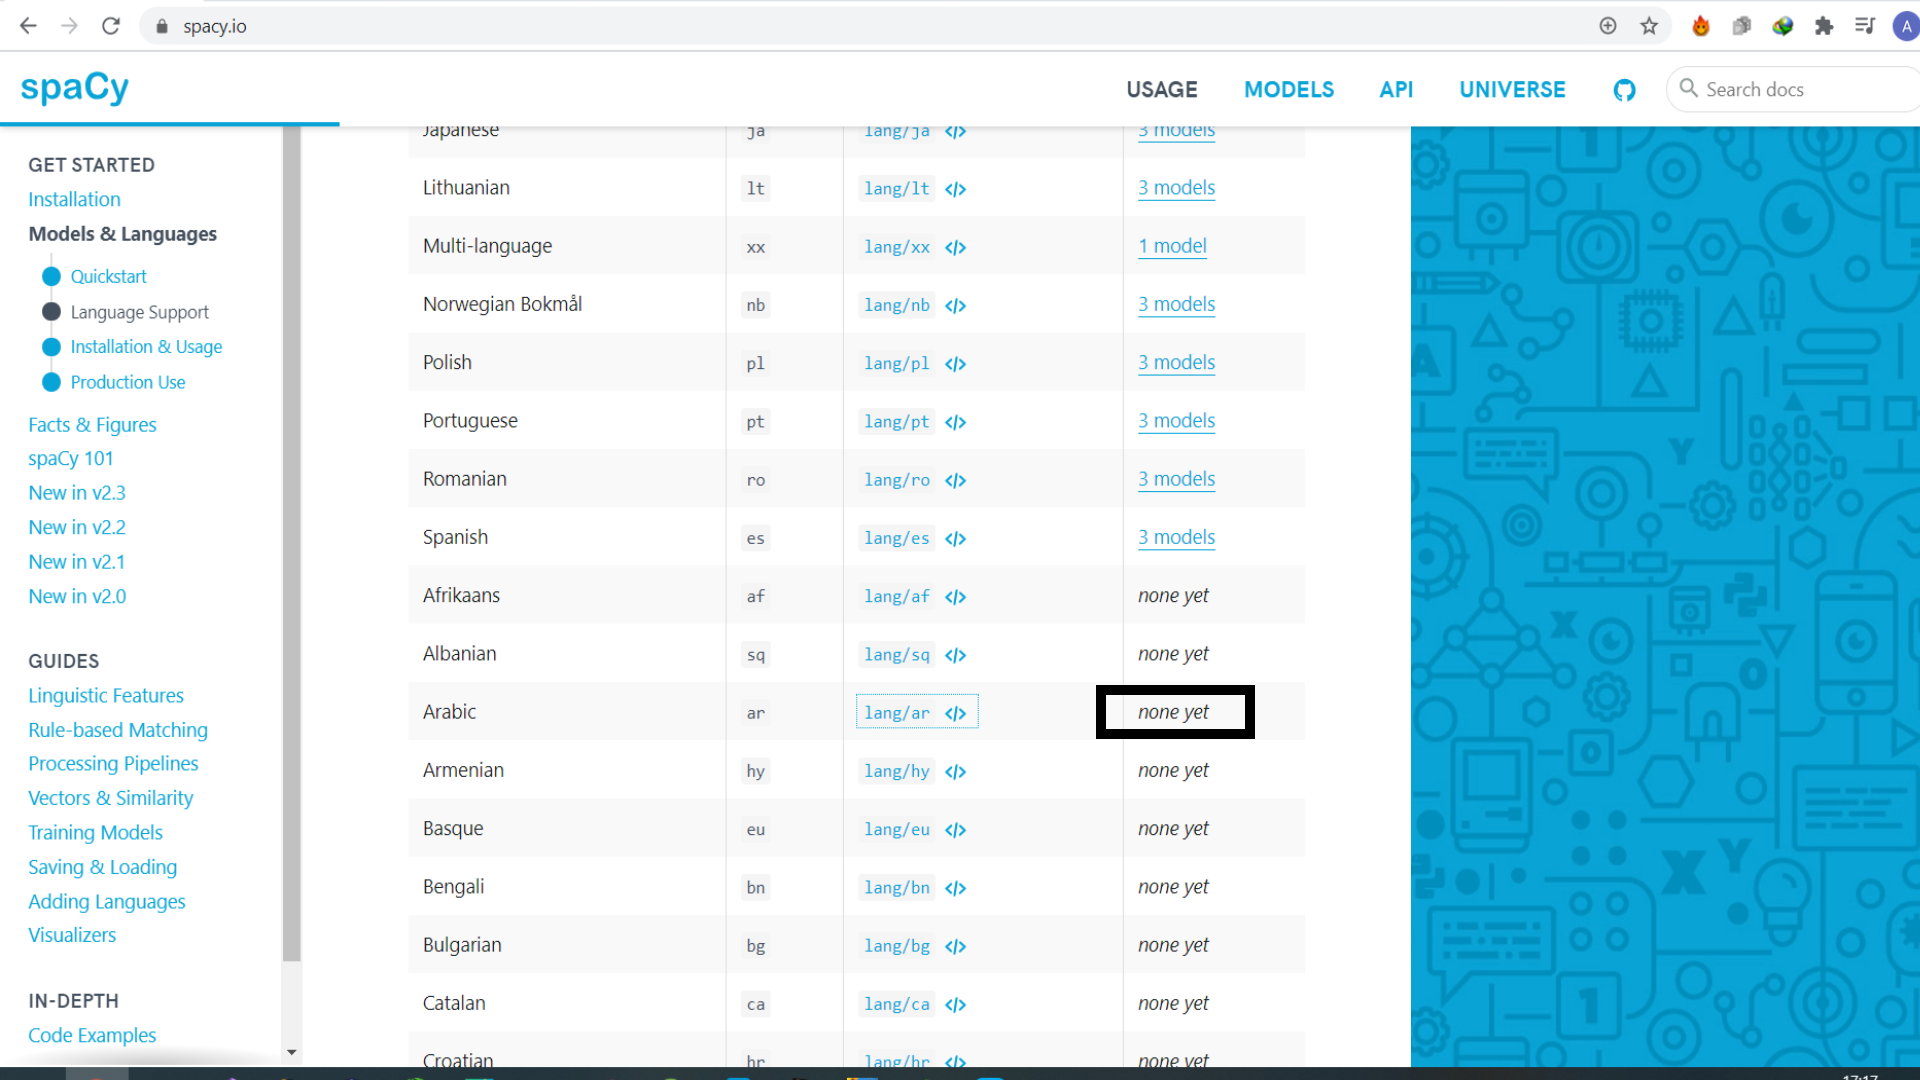 spacy.io
A
spaCy
USAGE MODELS API UNIVERSE Search docs
GET STARTED
Installation
Models & Languages
Quickstart
Language Support
Installation & Usage
Production Use
Facts & Figures
spaCy 101
New in v2.3
New in v2.2
New in v2.1
New in v2.0
GUIDES
Linguistic Features
Rule-based Matching
Processing Pipelines
Vectors & Similarity
Training Models
Saving & Loading
Adding Languages
Visualizers
IN-DEPTH
Code Examples
Japanese ja lang/ja </> 3 models
Lithuanian lt lang/lt </> 3 models
Multi-language xx lang/xx </> 1 model
Norwegian Bokmål nb lang/nb </> 3 models
Polish pl lang/pl </> 3 models
Portuguese pt lang/pt </> 3 models
Romanian ro lang/ro </> 3 models
Spanish es lang/es </> 3 models
Afrikaans af lang/af </> none yet
Albanian sq lang/sq </> none yet
Arabic ar lang/ar </> none yet
Armenian hy lang/hy </> none yet
Basque eu lang/eu </> none yet
Bengali bn lang/bn </> none yet
Bulgarian bg lang/bg </> none yet
Catalan ca lang/ca </> none yet
Croatian hr lang/hr </> none yet
17:17